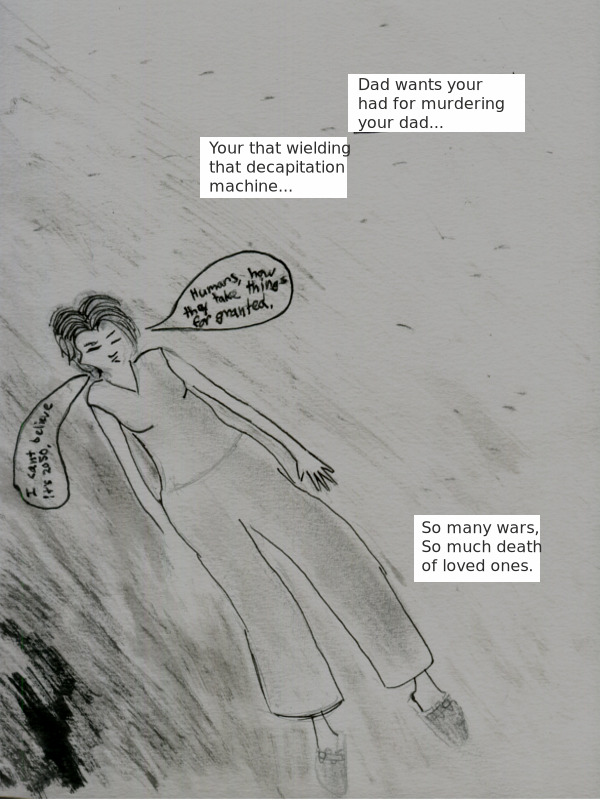 Dad wants your
had for murdering
your dad...
Your that wielding
that decapitation
machine...
Humans, how
they take things
for granted.
I can't believe
it's 2050.
So many wars,
So much death
of loved ones.